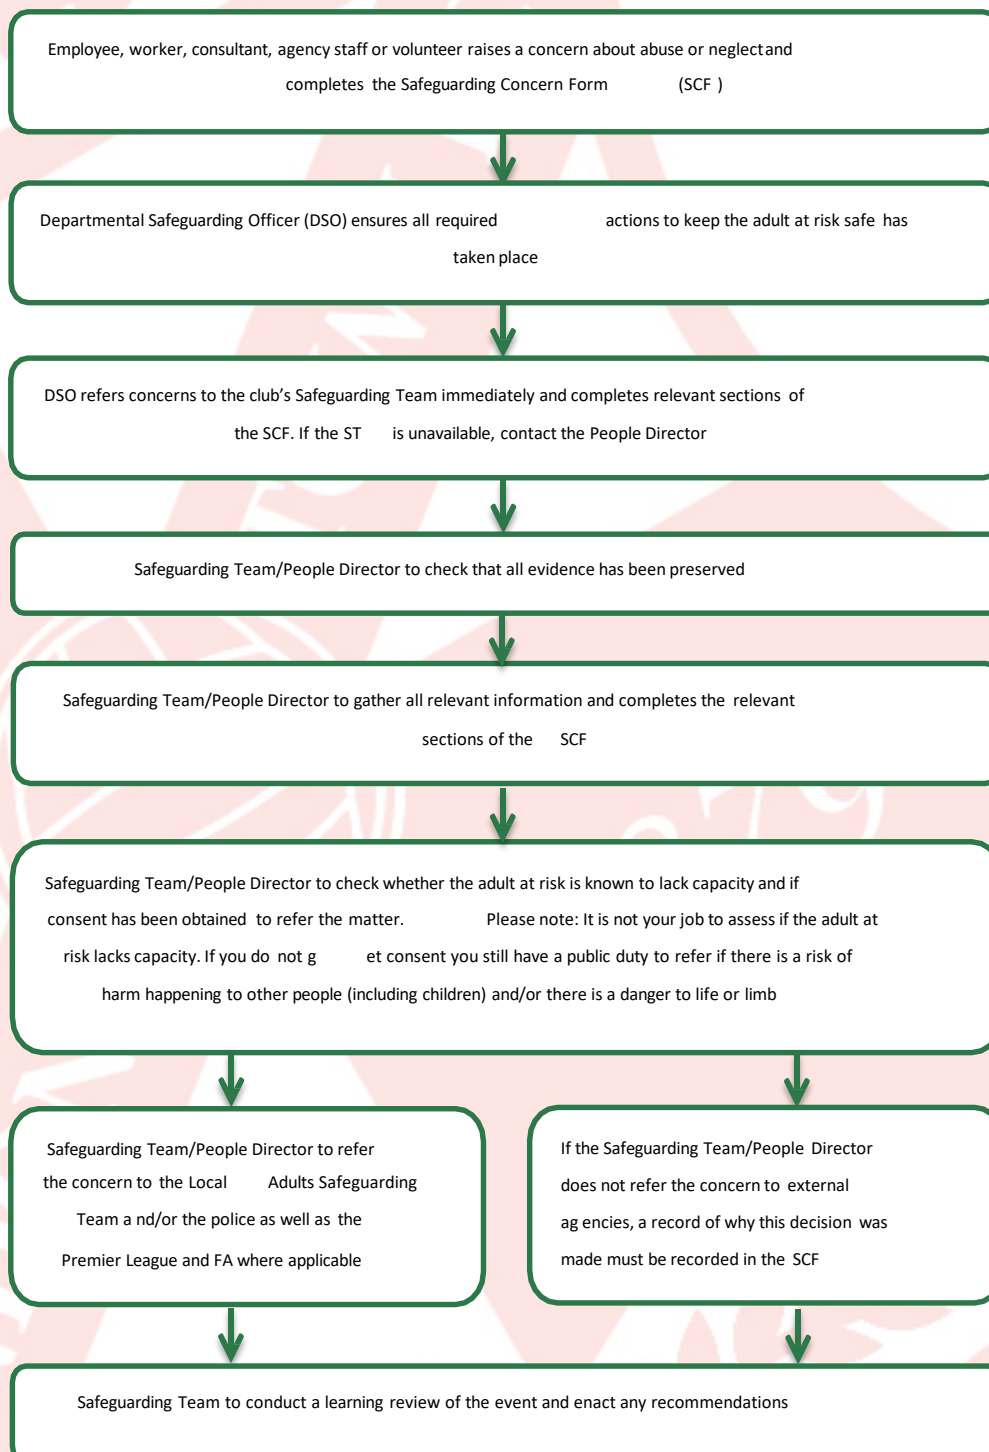 Employee, worker, consultant, agency staff or volunteer raises a concern about abuse or neglect and
completes the Safeguarding Concern Form (SCF )
Departmental Safeguarding Officer (DSO) ensures all required actions to keep the adult at risk safe has
taken place
DSO refers concerns to the club’s Safeguarding Team immediately and completes relevant sections of
the SCF. If the ST is unavailable, contact the People Director
Safeguarding Team/People Director to check that all evidence has been preserved
Safeguarding Team/People Director to gather all relevant information and completes the relevant
sections of the SCF
Safeguarding Team/People Director to check whether the adult at risk is known to lack capacity and if
consent has been obtained to refer the matter. Please note: It is not your job to assess if the adult at
risk lacks capacity. If you do not g et consent you still have a public duty to refer if there is a risk of
harm happening to other people (including children) and/or there is a danger to life or limb
Safeguarding Team/People Director to refer
the concern to the Local Adults Safeguarding
Team a nd/or the police as well as the
Premier League and FA where applicable
If the Safeguarding Team/People Director
does not refer the concern to external
ag encies, a record of why this decision was
made must be recorded in the SCF
Safeguarding Team to conduct a learning review of the event and enact any recommendations